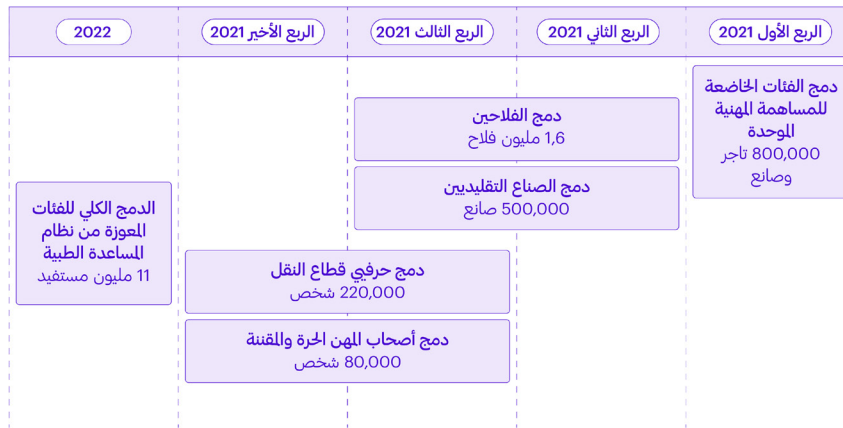 الربع الأول 2021
الربع الثاني 2021
الربع الثالث 2021
الربع الأخير 2021
2022
دمج الفئات الخاضعة
للمساهمة المهنية
الموحدة
800,000 تاجر
وصانع
دمج الفلاحين
1,6 مليون فلاح
دمج الصناع التقليديين
500,000 صانع
دمج حرفيي قطاع النقل
220,000 شخص
دمج أصحاب المهن الحرة والمقننة
80,000 شخص
الدمج الكلي للفئات
المعوزة من نظام
المساعدة الطبية
11 مليون مستفيد